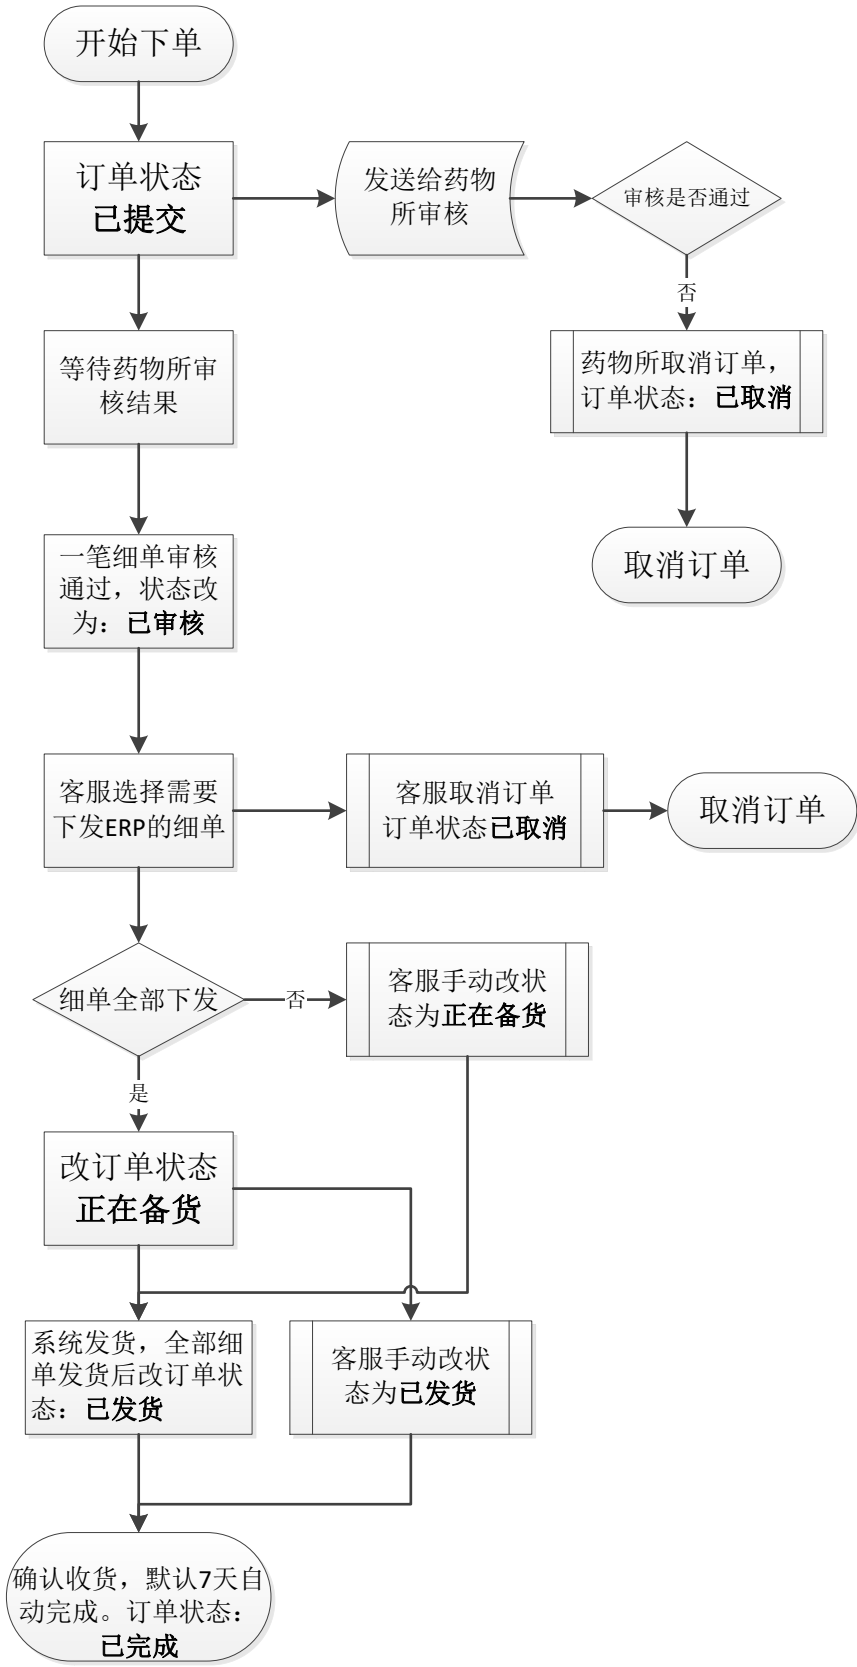 开始下单
订单状态
已提交
发送给药物
所审核
审核是否通过
否
等待药物所审
核结果
药物所取消订单，
订单状态：已取消
取消订单
一笔细单审核
通过，状态改
为：已审核
客服选择需要
下发ERP的细单
客服取消订单
订单状态已取消
取消订单
细单全部下发
否
客服手动改状
态为正在备货
是
改订单状态
正在备货
系统发货，全部细
单发货后改订单状
态：已发货
客服手动改状
态为已发货
确认收货，默认7天自
动完成。订单状态：
已完成